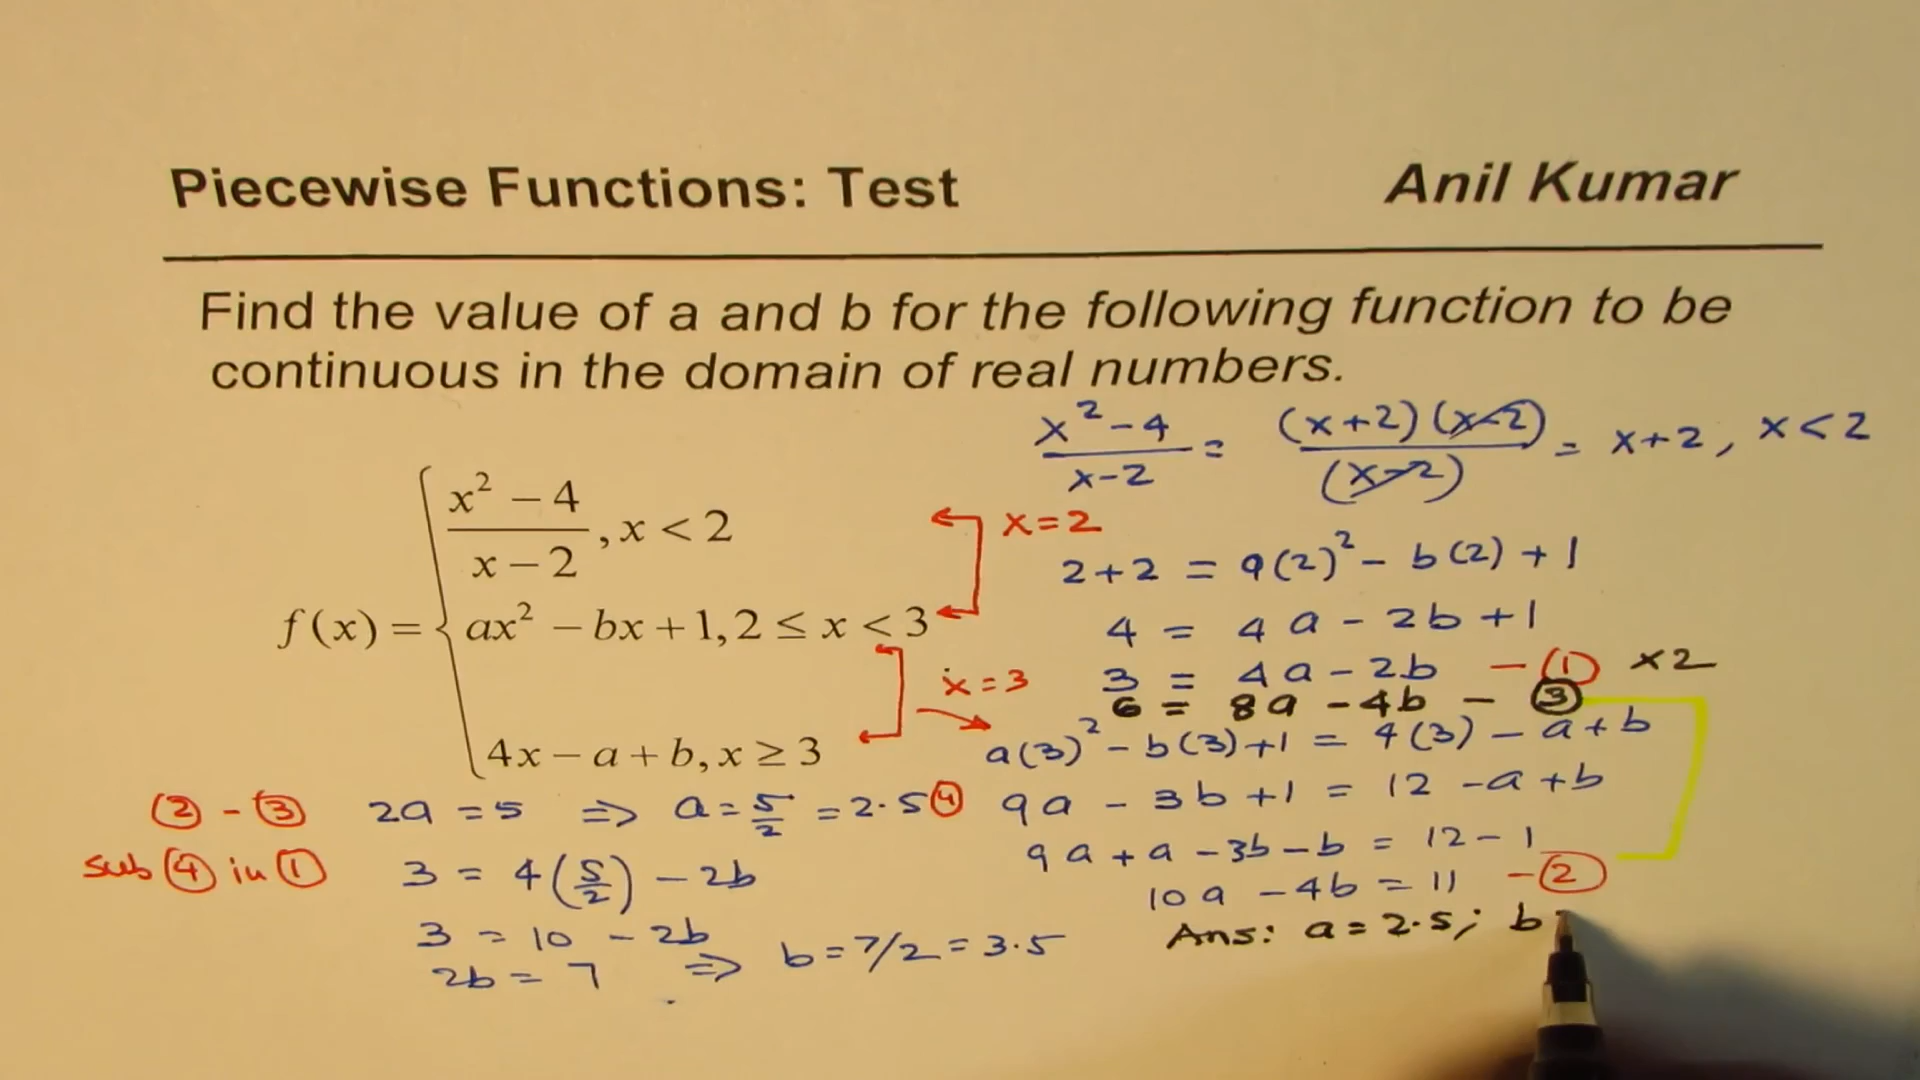 Piecewise Functions: Test Anil Kumar
Find the value of a and b for the following function to be
continuous in the domain of real numbers.
f(x) = { (x² − 4)/(x − 2), x < 2
ax² − bx + 1, 2 ≤ x < 3
4x − a + b, x ≥ 3
(x² - 4)/(x - 2) = (x+2)(x-2)/(x-2) = x+2, x < 2
x = 2
2+2 = a(2)² - b(2) + 1
4 = 4a - 2b + 1
3 = 4a - 2b - ① ×2
6 = 8a - 4b - ③
x = 3
a(3)² - b(3) + 1 = 4(3) - a + b
9a - 3b + 1 = 12 - a + b
9a + a - 3b - b = 12 - 1
10a - 4b = 11 - ②
② - ③ 2a = 5 ⇒ a = 5/2 = 2.5 ④
sub ④ in ① 3 = 4(5/2) - 2b
3 = 10 - 2b
2b = 7 ⇒ b = 7/2 = 3.5
Ans: a = 2.5; b